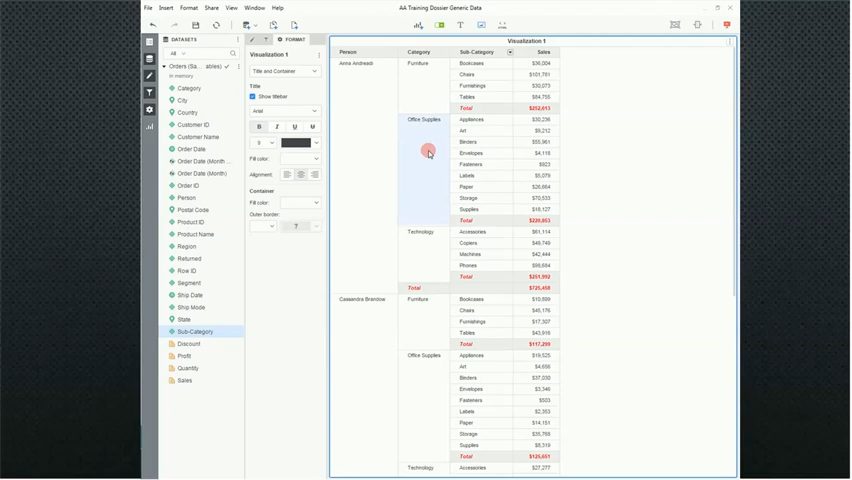 File Insert Format Share View Window Help
AA Training Dossier Generic Data
DATASETS
FORMAT
Visualization 1
All
Orders (Sa... ables)
In memory
Category
City
Country
Customer ID
Customer Name
Order Date
Order Date (Month ...
Order Date (Month)
Order ID
Person
Postal Code
Product ID
Product Name
Region
Returned
Row ID
Segment
Ship Date
Ship Mode
State
Sub-Category
Discount
Profit
Quantity
Sales
Visualization 1
Title and Container
Title
Show titlebar
Arial
B I U U
9
Fill color:
Alignment:
Container
Fill color:
Outer border:
?
Person Category Sub-Category Sales
Anna Andreadi Furniture Bookcases $36,004
Chairs $101,781
Furnishings $30,073
Tables $84,755
Total $252,613
Office Supplies Appliances $30,236
Art $9,212
Binders $55,961
Envelopes $4,118
Fasteners $923
Labels $5,079
Paper $26,664
Storage $70,533
Supplies $18,127
Total $220,853
Technology Accessories $61,114
Copiers $49,749
Machines $42,444
Phones $98,684
Total $251,992
Total $725,458
Cassandra Brandow Furniture Bookcases $10,899
Chairs $45,176
Furnishings $17,307
Tables $43,916
Total $117,299
Office Supplies Appliances $19,525
Art $4,656
Binders $37,030
Envelopes $3,346
Fasteners $503
Labels $2,353
Paper $14,151
Storage $35,768
Supplies $8,319
Total $125,651
Technology Accessories $27,277